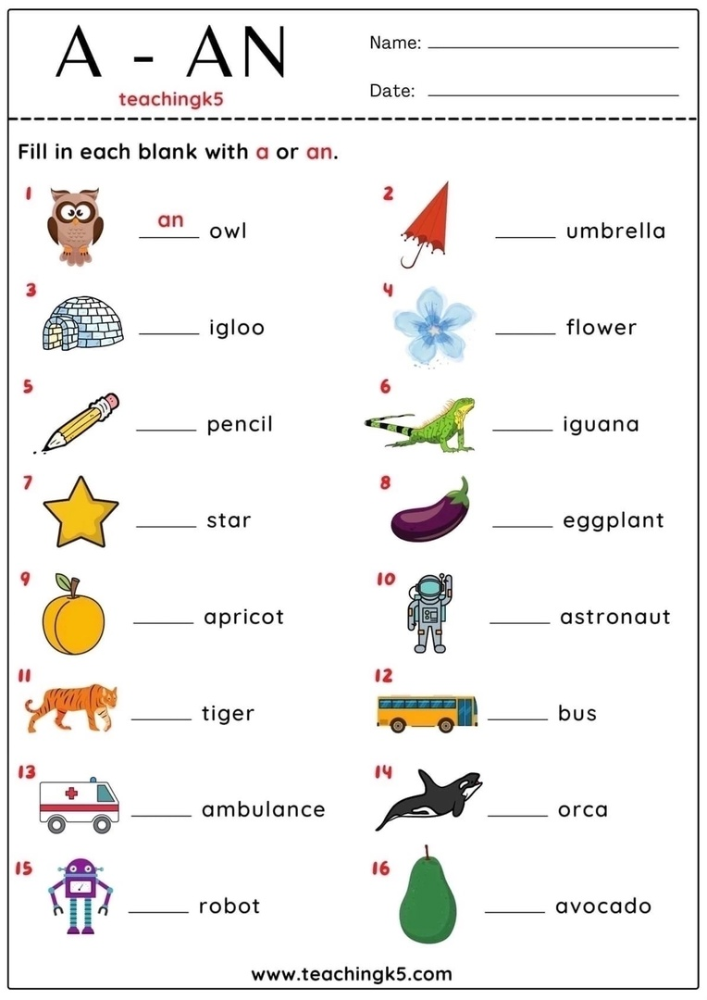 A - AN
teachingk5
Name:
Date:
Fill in each blank with a or an.
1 an owl
2 umbrella
3 igloo
4 flower
5 pencil
6 iguana
7 star
8 eggplant
9 apricot
10 astronaut
11 tiger
12 bus
13 ambulance
14 orca
15 robot
16 avocado
www.teachingk5.com